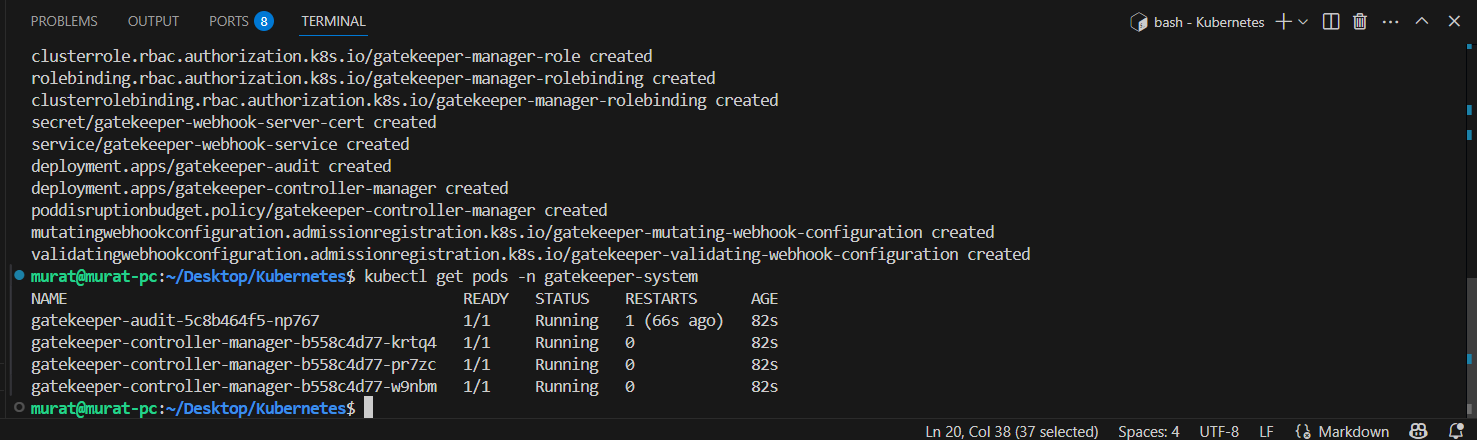 PROBLEMS OUTPUT PORTS 8 TERMINAL bash - Kubernetes
clusterrole.rbac.authorization.k8s.io/gatekeeper-manager-role created
rolebinding.rbac.authorization.k8s.io/gatekeeper-manager-rolebinding created
clusterrolebinding.rbac.authorization.k8s.io/gatekeeper-manager-rolebinding created
secret/gatekeeper-webhook-server-cert created
service/gatekeeper-webhook-service created
deployment.apps/gatekeeper-audit created
deployment.apps/gatekeeper-controller-manager created
poddisruptionbudget.policy/gatekeeper-controller-manager created
mutatingwebhookconfiguration.admissionregistration.k8s.io/gatekeeper-mutating-webhook-configuration created
validatingwebhookconfiguration.admissionregistration.k8s.io/gatekeeper-validating-webhook-configuration created
murat@murat-pc:~/Desktop/Kubernetes$ kubectl get pods -n gatekeeper-system
NAME READY STATUS RESTARTS AGE
gatekeeper-audit-5c8b464f5-np767 1/1 Running 1 (66s ago) 82s
gatekeeper-controller-manager-b558c4d77-krtq4 1/1 Running 0 82s
gatekeeper-controller-manager-b558c4d77-pr7zc 1/1 Running 0 82s
gatekeeper-controller-manager-b558c4d77-w9nbm 1/1 Running 0 82s
murat@murat-pc:~/Desktop/Kubernetes$
Ln 20, Col 38 (37 selected) Spaces: 4 UTF-8 LF Markdown